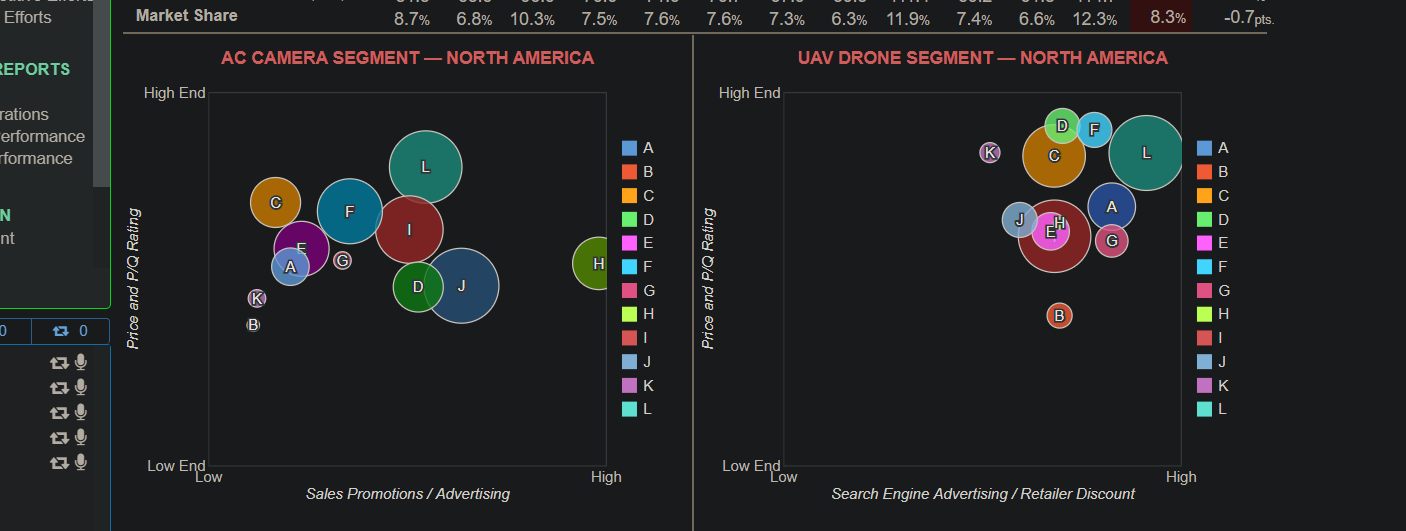 Efforts
REPORTS
rations
erformance
rformance
N
nt
0
0
Market Share
8.7% 6.8% 10.3% 7.5% 7.6% 7.6% 7.3% 6.3% 11.9% 7.4% 6.6% 12.3% 8.3% -0.7pts.
AC CAMERA SEGMENT — NORTH AMERICA
High End
Price and P/Q Rating
L
C
F
I
E
A
G
H
D
J
K
B
A
B
C
D
E
F
G
H
I
J
K
L
Low End
Low
High
Sales Promotions / Advertising
UAV DRONE SEGMENT — NORTH AMERICA
High End
Price and P/Q Rating
D
F
K
C
L
A
J
H
E
G
B
A
B
C
D
E
F
G
H
I
J
K
L
Low End
Low
High
Search Engine Advertising / Retailer Discount